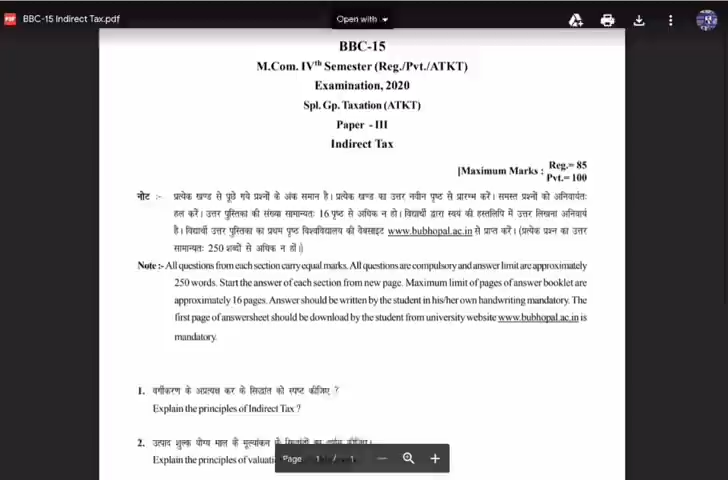 BBC-15 Indirect Tax.pdf
Open with
BBC-15
M.Com. IVth Semester (Reg./Pvt./ATKT)
Examination, 2020
Spl. Gp. Taxation (ATKT)
Paper - III
Indirect Tax
[Maximum Marks : Reg.= 85
Pvt.= 100
नोट :- प्रत्येक खण्ड से पूछे गये प्रश्नों के अंक समान है। प्रत्येक खण्ड का उत्तर नवीन पृष्ठ से प्रारम्भ करें। समस्त प्रश्नों को अनिवार्यतः
हल करें। उत्तर पुस्तिका की संख्या सामान्यतः 16 पृष्ठ से अधिक न हो। विद्यार्थी द्वारा स्वयं की हस्तलिपि में उत्तर लिखना अनिवार्य
है। विद्यार्थी उत्तर पुस्तिका का प्रथम पृष्ठ विश्वविद्यालय की वेबसाइट www.bubhopal.ac.in से प्राप्त करें। (प्रत्येक प्रश्न का उत्तर
सामान्यतः 250 शब्दों से अधिक न हों।)
Note :- All questions from each section carry equal marks. All questions are compulsory and answer limit are approximately
250 words. Start the answer of each section from new page. Maximum limit of pages of answer booklet are
approximately 16 pages. Answer should be written by the student in his/her own handwriting mandatory. The
first page of answersheet should be download by the student from university website www.bubhopal.ac.in is
mandatory.
1. वर्गीकरण के अप्रत्यक्ष कर के सिद्धांत को स्पष्ट कीजिए ?
Explain the principles of Indirect Tax ?
2. उत्पाद शुल्क योग्य माल के मूल्यांकन
Explain the principles of
Page 1 / 1